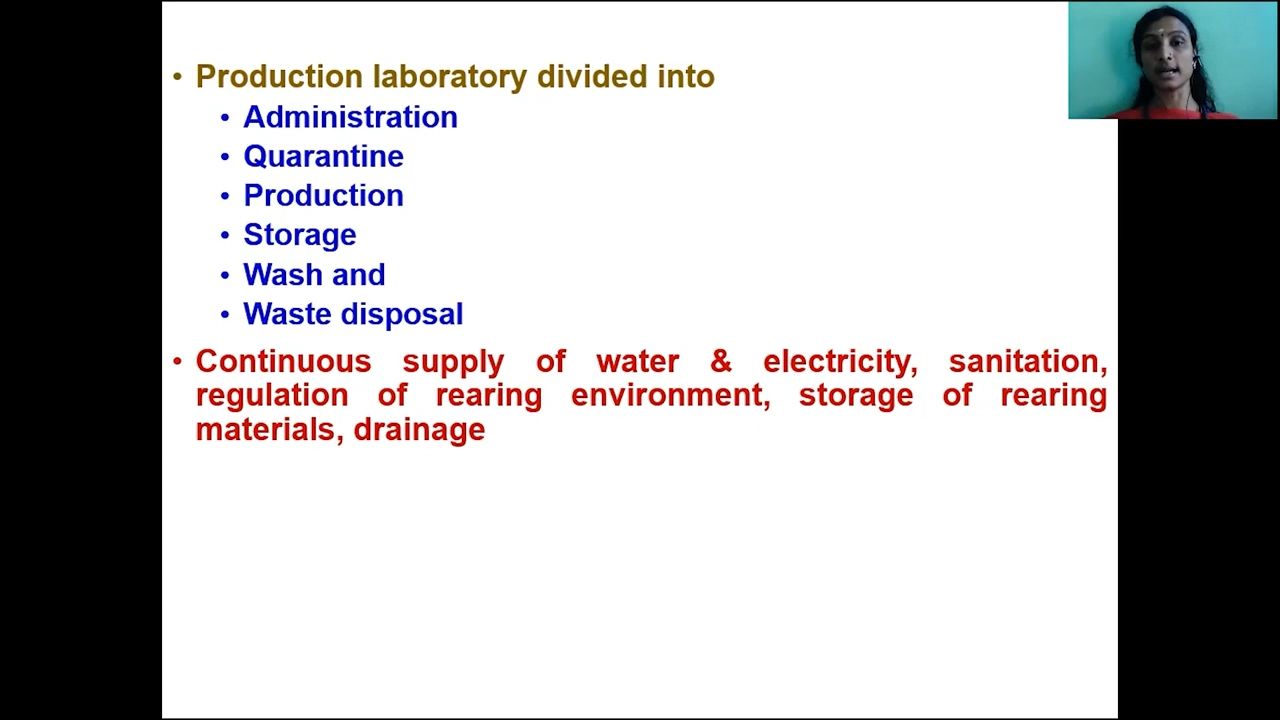 • Production laboratory divided into
• Administration
• Quarantine
• Production
• Storage
• Wash and
• Waste disposal
• Continuous supply of water & electricity, sanitation,
regulation of rearing environment, storage of rearing
materials, drainage